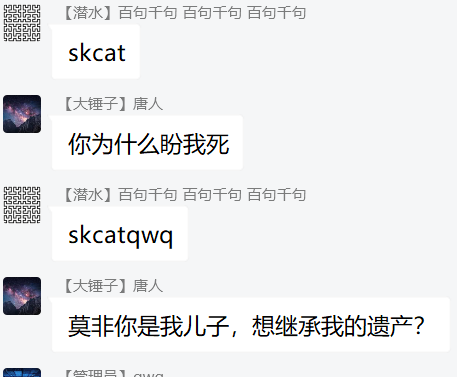 【潜水】百句千句 百句千句 百句千句
skcat
【大锤子】唐人
你为什么盼我死
【潜水】百句千句 百句千句 百句千句
skcatqwq
【大锤子】唐人
莫非你是我儿子，想继承我的遗产？
【管理员】qwq